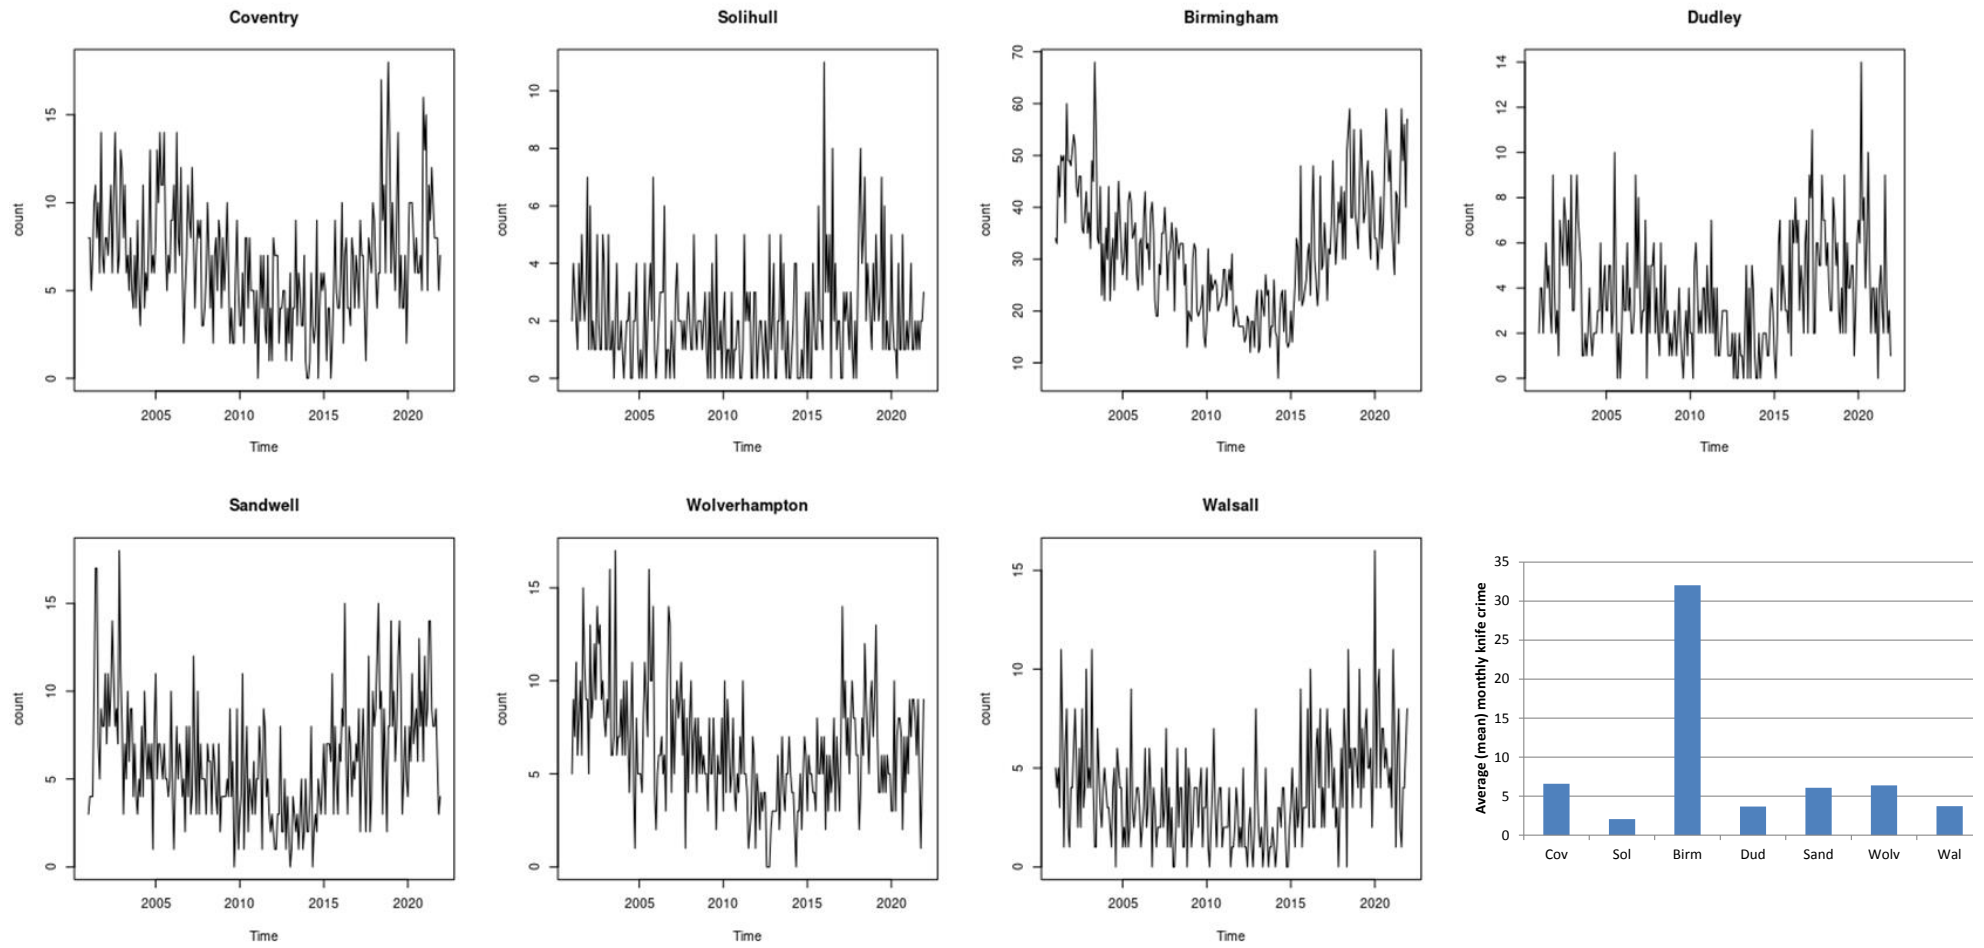 Coventry
count
15
10
5
0
2005 2010 2015 2020
Time
Solihull
count
10
8
6
4
2
0
2005 2010 2015 2020
Time
Birmingham
count
70
60
50
40
30
20
10
2005 2010 2015 2020
Time
Dudley
count
14
12
10
8
6
4
2
0
2005 2010 2015 2020
Time
Sandwell
count
15
10
5
0
2005 2010 2015 2020
Time
Wolverhampton
count
15
10
5
0
2005 2010 2015 2020
Time
Walsall
count
15
10
5
0
2005 2010 2015 2020
Time
Average (mean) monthly knife crime
35
30
25
20
15
10
5
0
Cov Sol Birm Dud Sand Wolv Wal